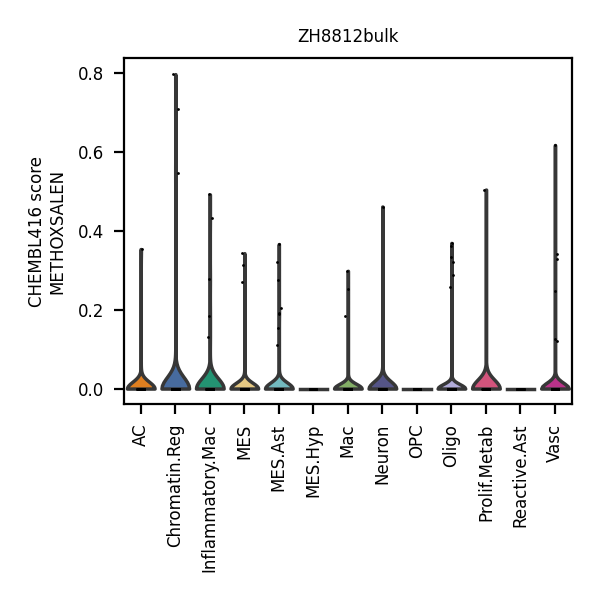 ZH8812bulk
CHEMBL416 score
METHOXSALEN
0.8
0.6
0.4
0.2
0.0
AC
Chromatin.Reg
Inflammatory.Mac
MES
MES.Ast
MES.Hyp
Mac
Neuron
OPC
Oligo
Prolif.Metab
Reactive.Ast
Vasc